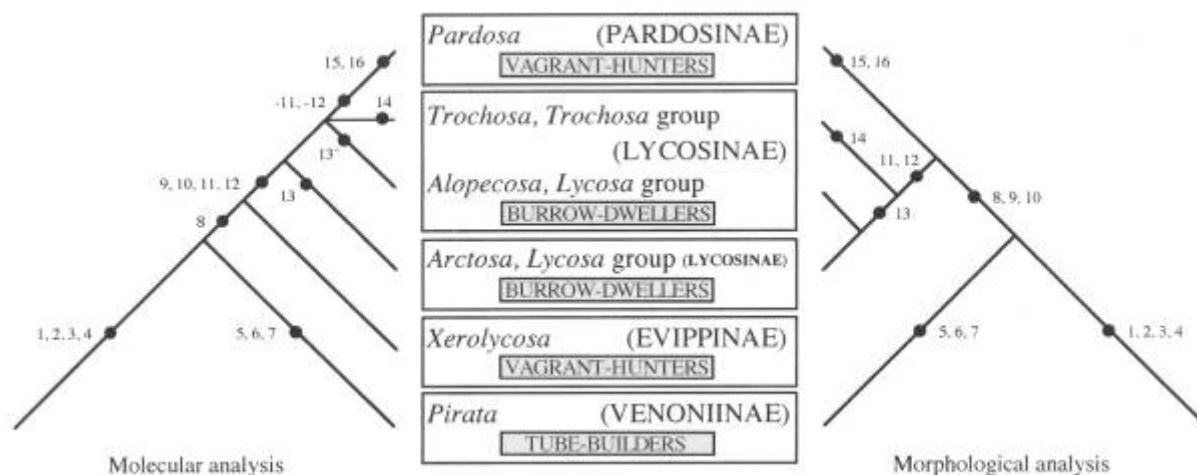 Pardosa (PARDOSINAE)
VAGRANT-HUNTERS
Trochosa, Trochosa group
(LYCOSINAE)
Alopecosa, Lycosa group
BURROW-DWELLERS
Arctosa, Lycosa group (LYCOSINAE)
BURROW-DWELLERS
Xerolycosa (EVIPPINAE)
VAGRANT-HUNTERS
Pirata (VENONIINAE)
TUBE-BUILDERS
15, 16
-11, -12
14
13'
9, 10, 11, 12
13
8
1, 2, 3, 4
5, 6, 7
Molecular analysis
15, 16
14
11, 12
13
8, 9, 10
5, 6, 7
1, 2, 3, 4
Morphological analysis